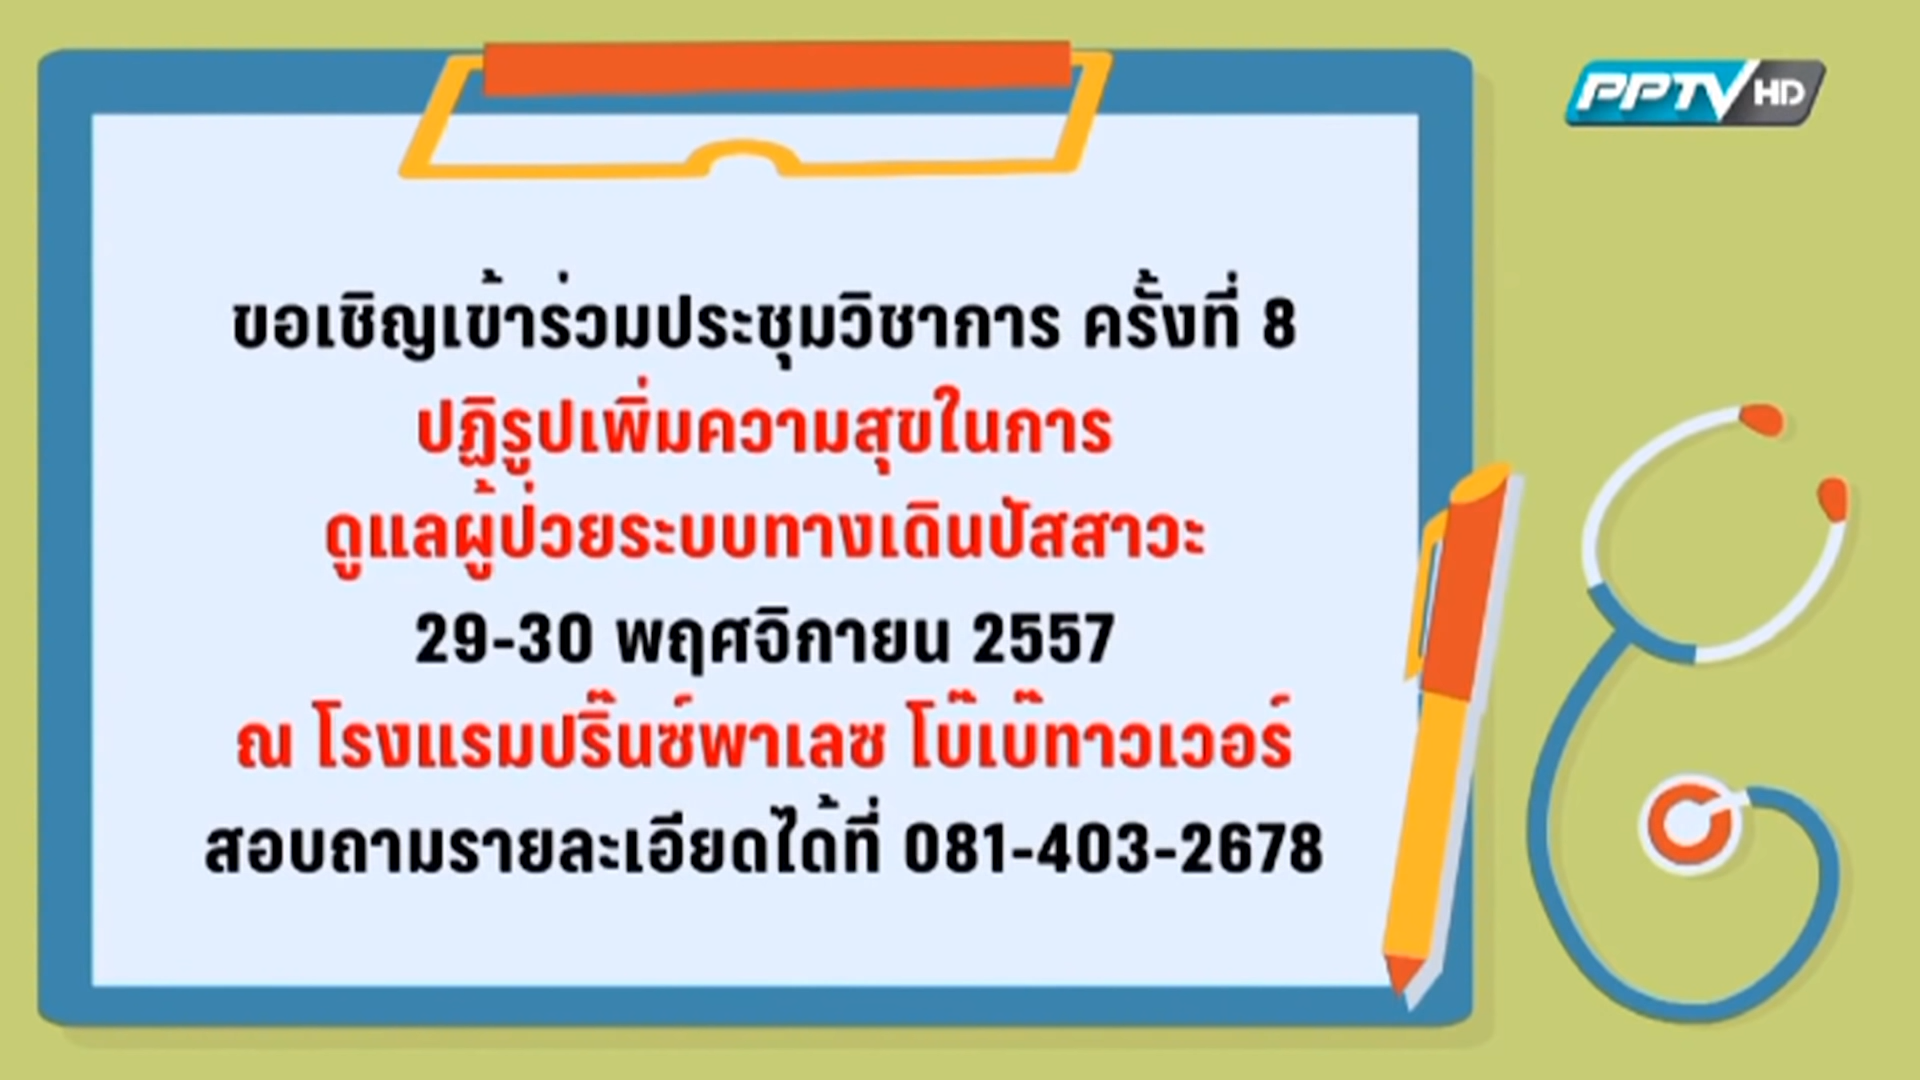 PPTV HD
ขอเชิญเข้าร่วมประชุมวิชาการ ครั้งที่ 8
ปฏิรูปเพิ่มความสุขในการ
ดูแลผู้ป่วยระบบทางเดินปัสสาวะ
29-30 พฤศจิกายน 2557
ณ โรงแรมปริ๊นซ์พาเลซ โบ๊เบ๊ทาวเวอร์
สอบถามรายละเอียดได้ที่ 081-403-2678